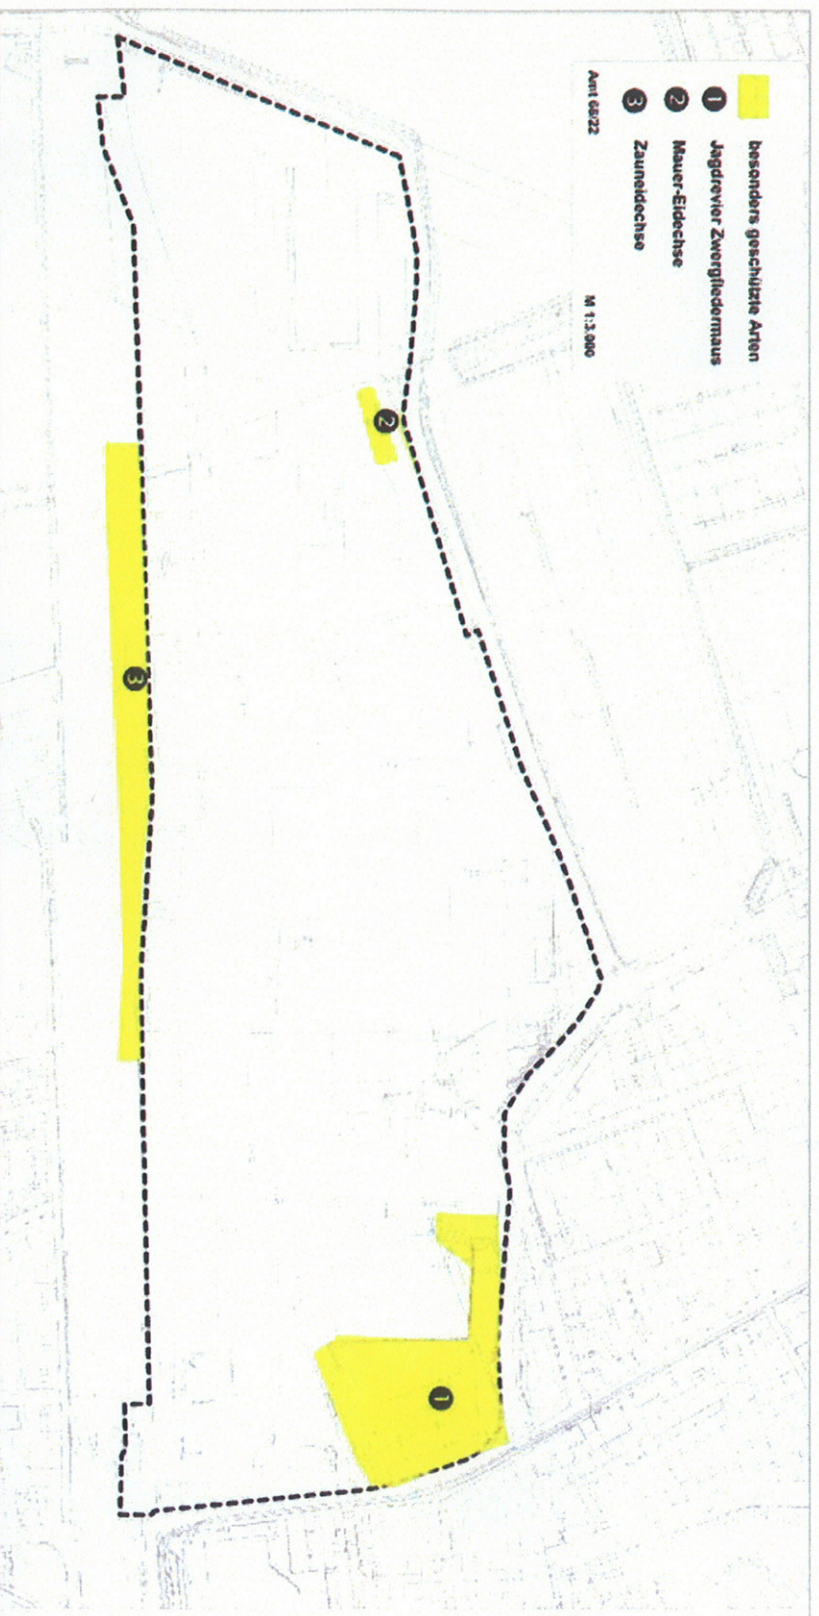 besonders geschützte Arten
1 Jagdrevier Zwergfledermaus
2 Mauer-Eidechse
3 Zauneidechse
Amt 68/22 M 1:3.000
2
3
1